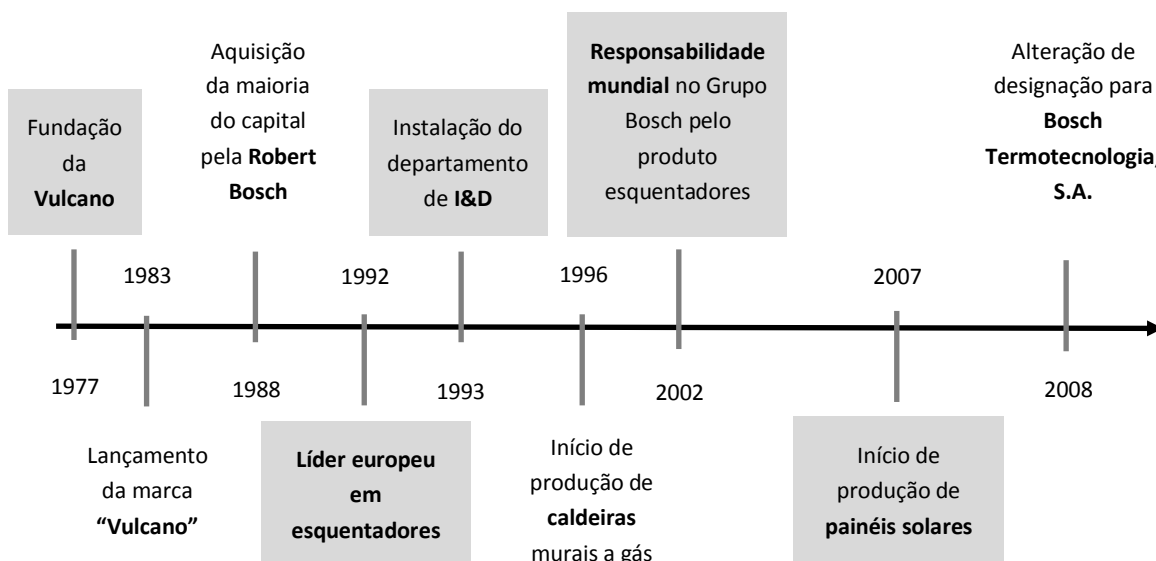 Fundação
da
Vulcano
1977
1983
Lançamento
da marca
“Vulcano”
Aquisição
da maioria
do capital
pela Robert
Bosch
1988
1992
Líder europeu
em
esquentadores
Instalação do
departamento
de I&D
1993
1996
Início de
produção de
caldeiras
murais a gás
Responsabilidade
mundial no Grupo
Bosch pelo
produto
esquentadores
2002
2007
Início de
produção de
painéis solares
Alteração de
designação para
Bosch
Termotecnologia,
S.A.
2008